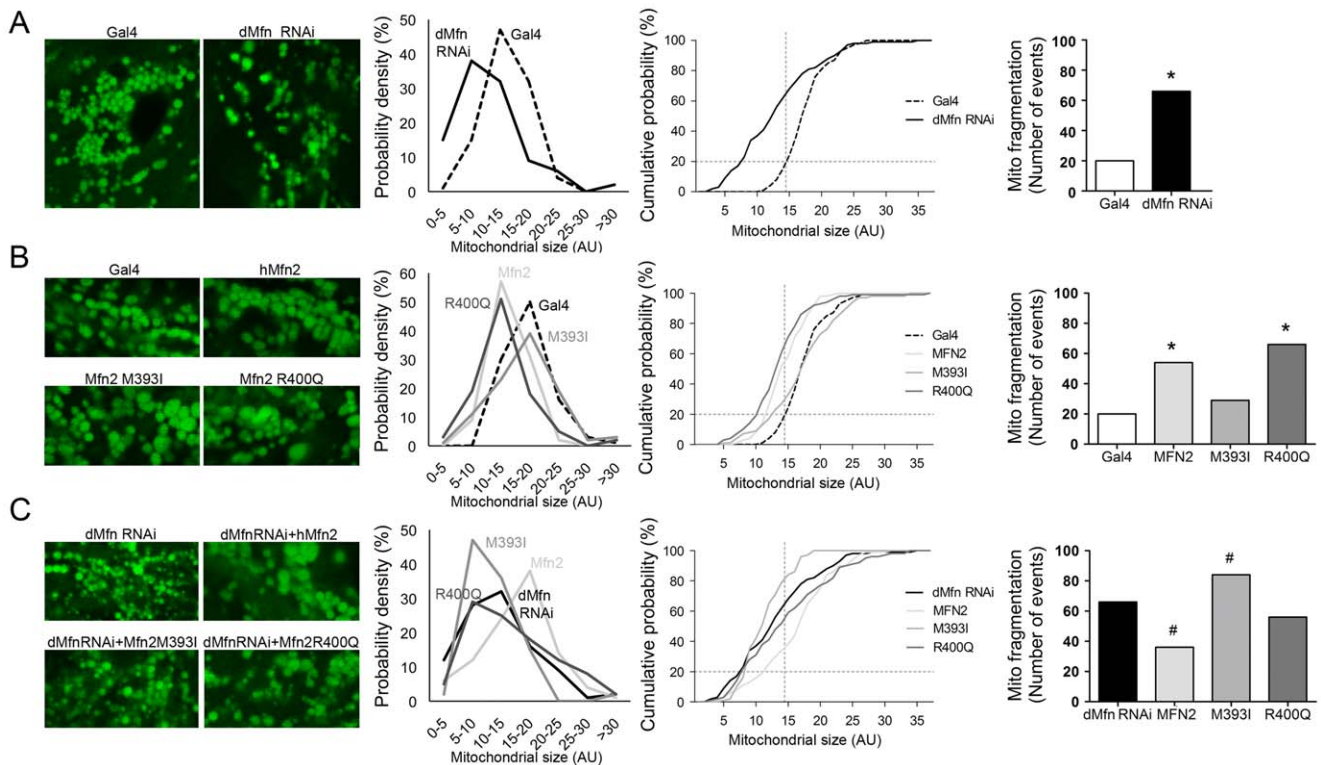 A
Gal4
dMfn RNAi
Probability density (%)
50
40
30
20
10
0
dMfn
RNAi
Gal4
0-5
5-10
10-15
15-20
20-25
25-30
>30
Mitochondrial size (AU)
Cumulative probability (%)
100
80
60
40
20
0
5
10
15
20
25
30
35
Mitochondrial size (AU)
Gal4
dMfn RNAi
Mito fragmentation
(Number of events)
100
80
60
40
20
0
*
Gal4
dMfn RNAi
B
Gal4
hMfn2
Mfn2 M393I
Mfn2 R400Q
Probability density (%)
60
50
40
30
20
10
0
Mfn2
R400Q
Gal4
M393I
0-5
5-10
10-15
15-20
20-25
25-30
>30
Mitochondrial size (AU)
Cumulative probability (%)
100
80
60
40
20
0
5
10
15
20
25
30
35
Mitochondrial size (AU)
Gal4
MFN2
M393I
R400Q
Mito fragmentation
(Number of events)
100
80
60
40
20
0
*
*
Gal4
MFN2
M393I
R400Q
C
dMfn RNAi
dMfnRNAi+hMfn2
dMfnRNAi+Mfn2M393I
dMfnRNAi+Mfn2R400Q
Probability density (%)
50
40
30
20
10
0
M393I
Mfn2
R400Q
dMfn
RNAi
0-5
5-10
10-15
15-20
20-25
25-30
>30
Mitochondrial size (AU)
Cumulative probability (%)
100
80
60
40
20
0
5
10
15
20
25
30
35
Mitochondrial size (AU)
dMfn RNAi
MFN2
M393I
R400Q
Mito fragmentation
(Number of events)
100
80
60
40
20
0
#
#
dMfn RNAi
MFN2
M393I
R400Q